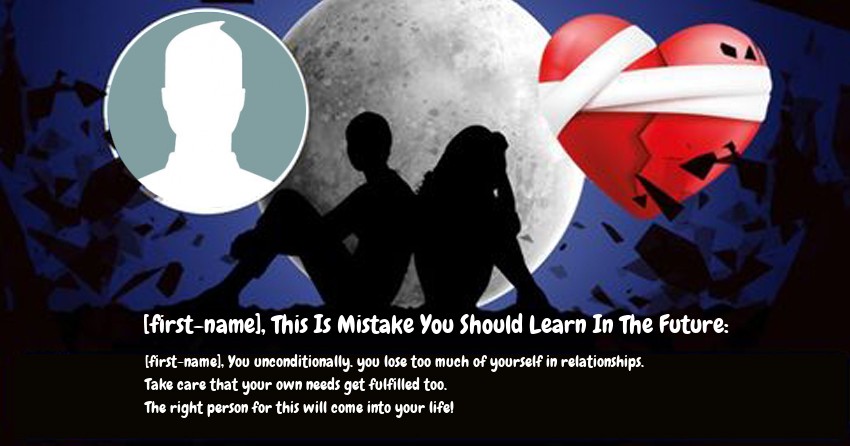 [first-name], This Is Mistake You Should Learn In The Future:
[first-name], You unconditionally. you lose too much of yourself in relationships.
Take care that your own needs get fulfilled too.
The right person for this will come into your life!